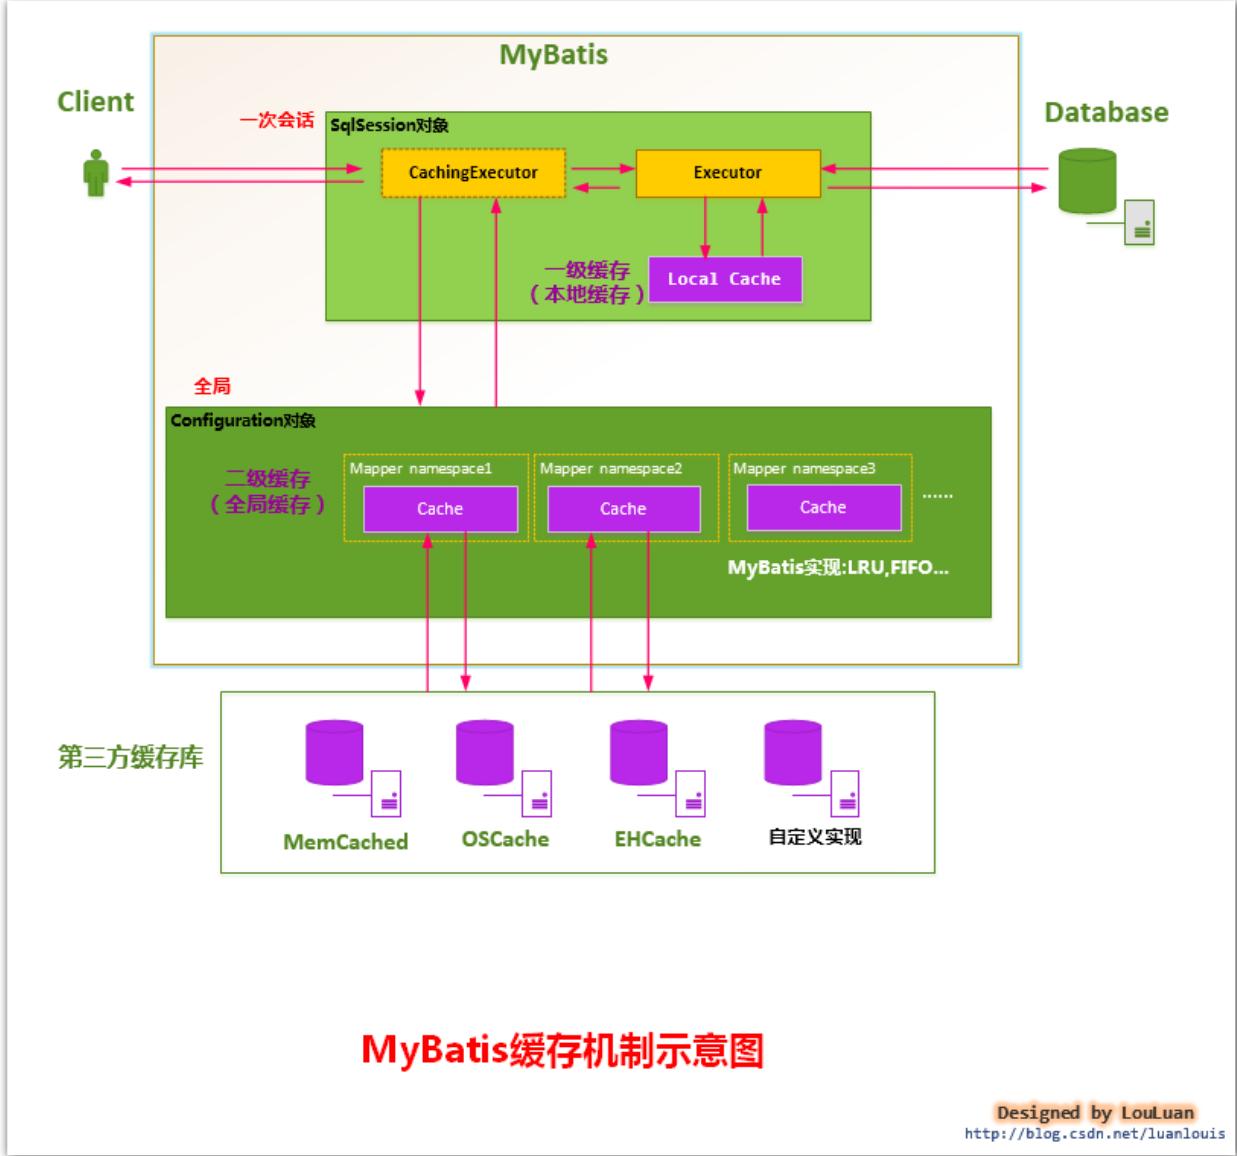 MyBatis
Client
Database
一次会话
SqlSession对象
CachingExecutor
Executor
一级缓存
（本地缓存）
Local Cache
全局
Configuration对象
二级缓存
（全局缓存）
Mapper namespace1
Mapper namespace2
Mapper namespace3
Cache
Cache
Cache
......
MyBatis实现:LRU,FIFO...
第三方缓存库
MemCached
OSCache
EHCache
自定义实现
MyBatis缓存机制示意图
Designed by LouLuan
http://blog.csdn.net/luanlouis